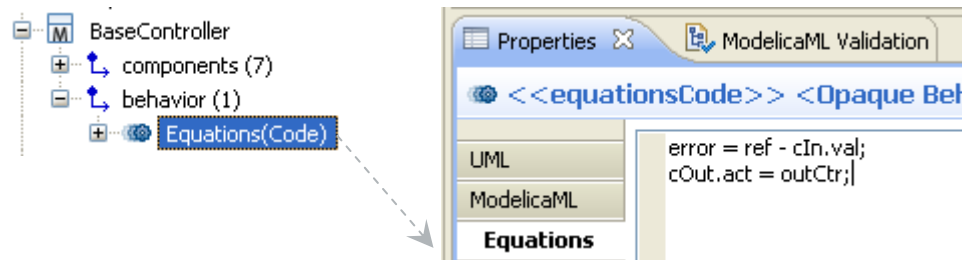 M BaseController
components (7)
behavior (1)
Equations(Code)
Properties ModelicaML Validation
<<equationsCode>> <Opaque Beh
UML
ModelicaML
Equations
error = ref - cIn.val;
cOut.act = outCtr;